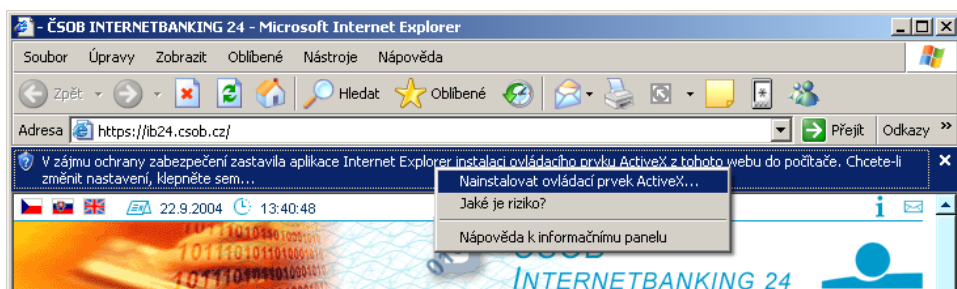 - ČSOB INTERNETBANKING 24 - Microsoft Internet Explorer
Soubor Úpravy Zobrazit Oblíbené Nástroje Nápověda
Zpět Hledat Oblíbené
Adresa https://ib24.csob.cz/ Přejít Odkazy »
V zájmu ochrany zabezpečení zastavila aplikace Internet Explorer instalaci ovládacího prvku ActiveX z tohoto webu do počítače. Chcete-li
změnit nastavení, klepněte sem...
Nainstalovat ovládací prvek ActiveX...
Jaké je riziko?
Nápověda k informačnímu panelu
22.9.2004 13:40:48
ČSOB
INTERNETBANKING 24